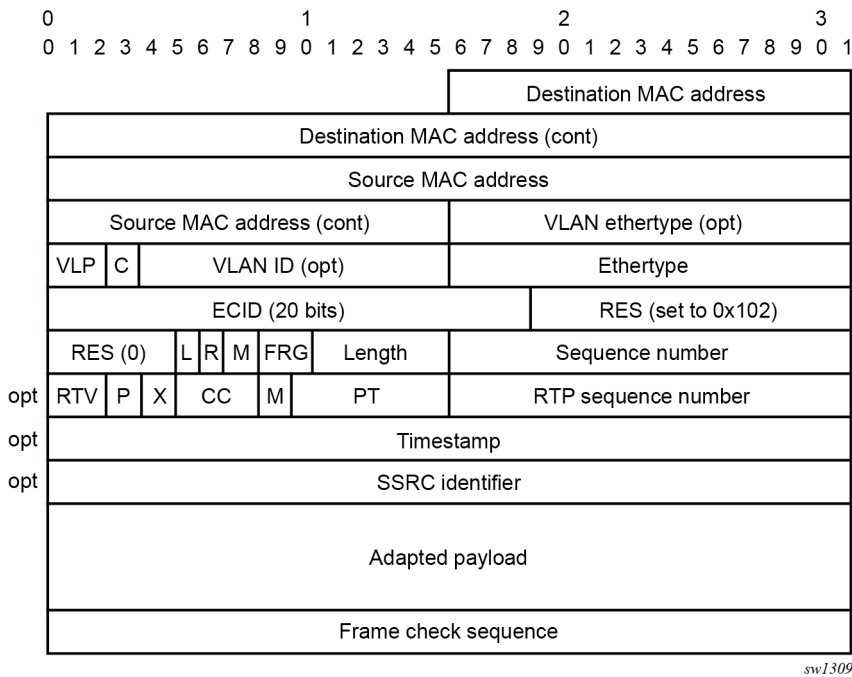 0 1 2 3
0 1 2 3 4 5 6 7 8 9 0 1 2 3 4 5 6 7 8 9 0 1 2 3 4 5 6 7 8 9 0 1
Destination MAC address
Destination MAC address (cont)
Source MAC address
Source MAC address (cont) VLAN ethertype (opt)
VLP C VLAN ID (opt) Ethertype
ECID (20 bits) RES (set to 0x102)
RES (0) L R M FRG Length Sequence number
opt RTV P X CC M PT RTP sequence number
opt Timestamp
opt SSRC identifier
Adapted payload
Frame check sequence
sw1309